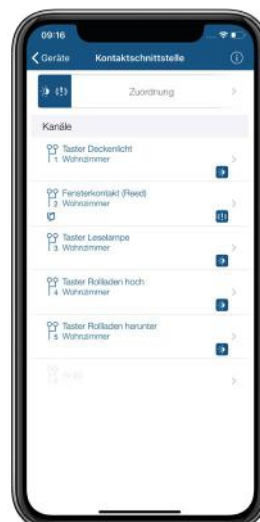 09:16
Geräte
Kontaktschnittstelle
Zuordnung
Kanäle
Taster Deckenlicht
1 Wohnzimmer
Fensterkontakt (Reed)
2 Wohnzimmer
Taster Leselampe
3 Wohnzimmer
Taster Rollladen hoch
4 Wohnzimmer
Taster Rollladen herunter
5 Wohnzimmer